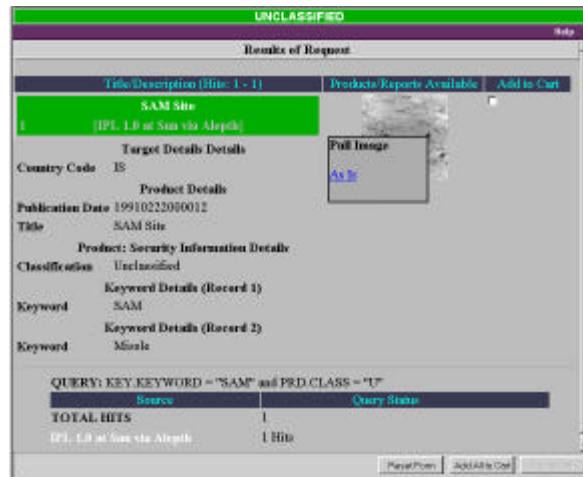 UNCLASSIFIED
Help
Results of Request
Title/Description (Hits: 1 - 1) Products/Reports Available Add to Cart
SAM Site
1 [IPL 1.0 at Sun via Alepth]
Full Image
As Is
Target Details Details
Country Code IS
Product Details
Publication Date 19910222000012
Title SAM Site
Product: Security Information Details
Classification Unclassified
Keyword Details (Record 1)
Keyword SAM
Keyword Details (Record 2)
Keyword Missle
QUERY: KEY.KEYWORD = "SAM" and PRD.CLASS = "U"
Source Query Status
TOTAL HITS 1
IPL 1.0 at Sun via Alepth 1 Hits
Reset Form Add All to Cart